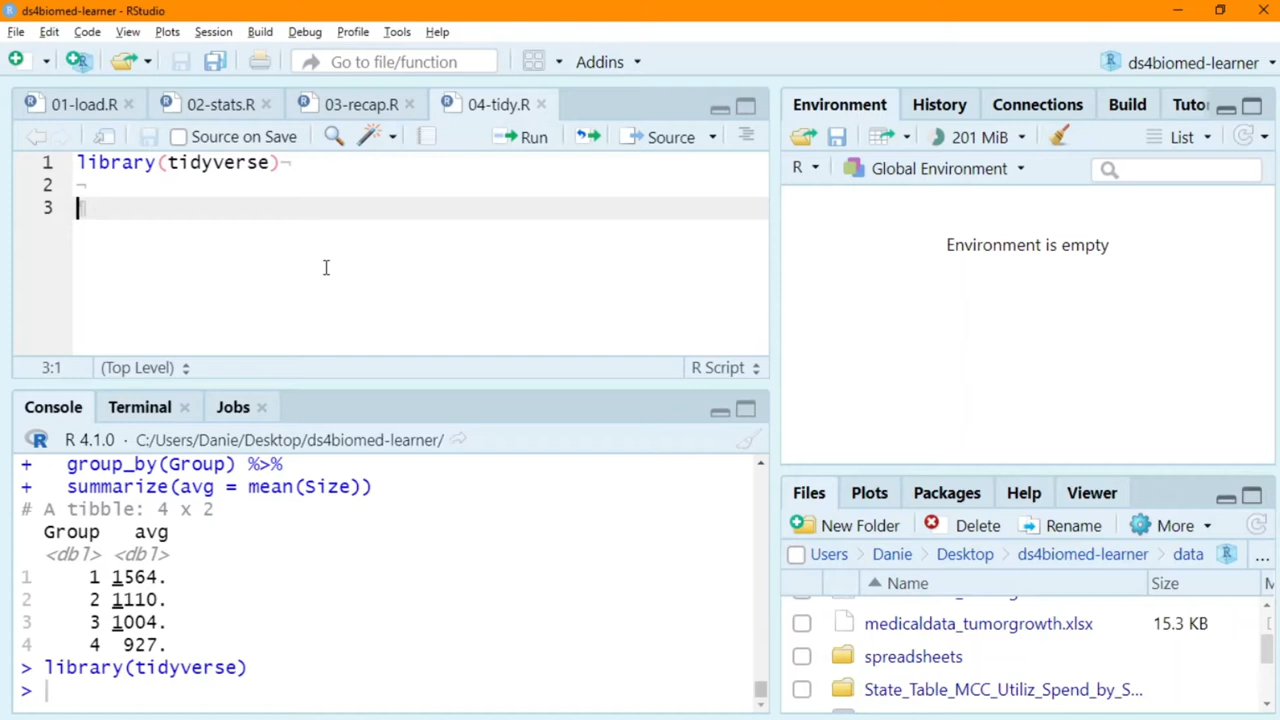 ds4biomed-learner - RStudio
File Edit Code View Plots Session Build Debug Profile Tools Help
Go to file/function Addins ds4biomed-learner
01-load.R 02-stats.R 03-recap.R 04-tidy.R
Source on Save Run Source
1 library(tidyverse)¬
2 ¬
3
3:1 (Top Level) R Script
Console Terminal Jobs
R 4.1.0 · C:/Users/Danie/Desktop/ds4biomed-learner/
+ group_by(Group) %>%
+ summarize(avg = mean(Size))
# A tibble: 4 x 2
Group avg
<dbl> <dbl>
1 1 1564.
2 2 1110.
3 3 1004.
4 4 927.
> library(tidyverse)
>
Environment History Connections Build Tuto
201 MiB List
R Global Environment
Environment is empty
Files Plots Packages Help Viewer
New Folder Delete Rename More
Users Danie Desktop ds4biomed-learner data ...
Name Size M
medicaldata_tumorgrowth.xlsx 15.3 KB
spreadsheets
State_Table_MCC_Utiliz_Spend_by_S...